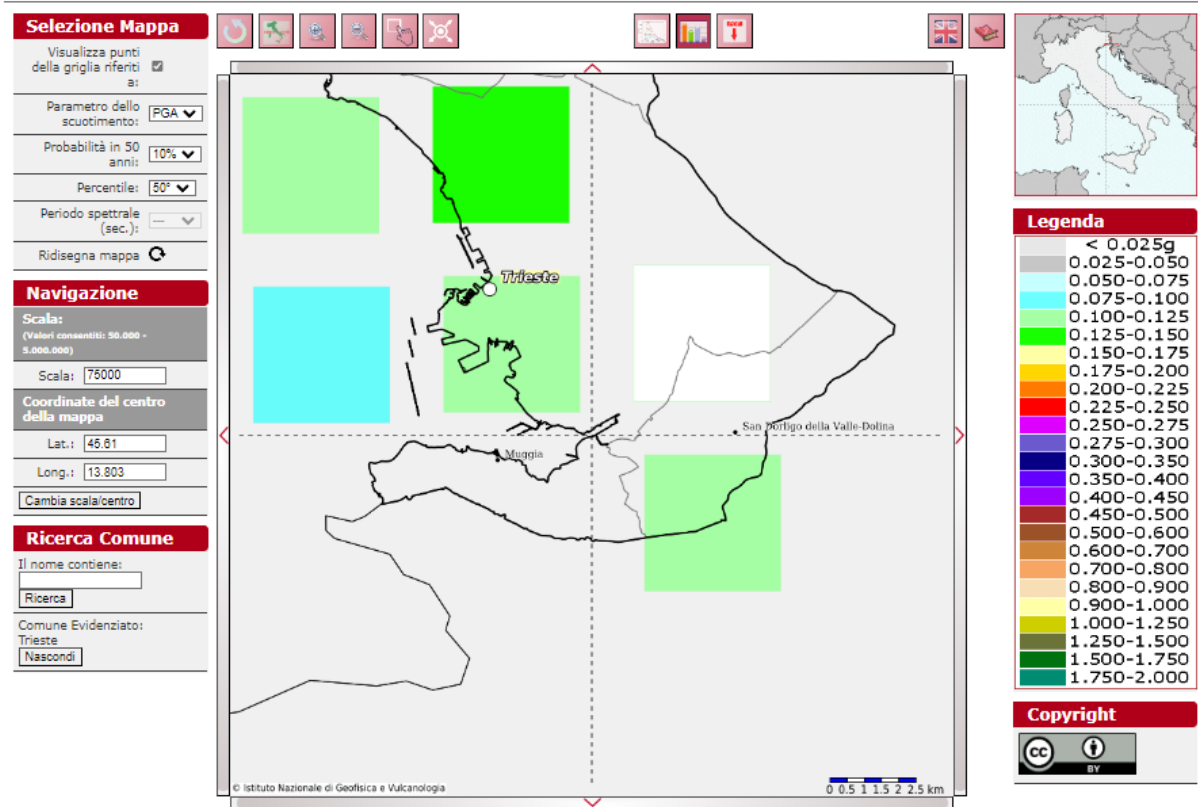 Selezione Mappa
Visualizza punti
della griglia riferiti
a:
Parametro dello
scuotimento:
PGA
Probabilità in 50
anni:
10%
Percentile:
50°
Periodo spettrale
(sec.):
---
Ridisegna mappa
Navigazione
Scala:
(Valori consentiti: 50.000 -
5.000.000)
Scala:
75000
Coordinate del centro
della mappa
Lat.:
45.61
Long.:
13.803
Cambia scala/centro
Ricerca Comune
Il nome contiene:
Ricerca
Comune Evidenziato:
Trieste
Nascondi
Trieste
San Dorligo della Valle-Dolina
Muggia
© Istituto Nazionale di Geofisica e Vulcanologia
0 0.5 1 1.5 2 2.5 km
Legenda
< 0.025g
0.025-0.050
0.050-0.075
0.075-0.100
0.100-0.125
0.125-0.150
0.150-0.175
0.175-0.200
0.200-0.225
0.225-0.250
0.250-0.275
0.275-0.300
0.300-0.350
0.350-0.400
0.400-0.450
0.450-0.500
0.500-0.600
0.600-0.700
0.700-0.800
0.800-0.900
0.900-1.000
1.000-1.250
1.250-1.500
1.500-1.750
1.750-2.000
Copyright
cc
BY